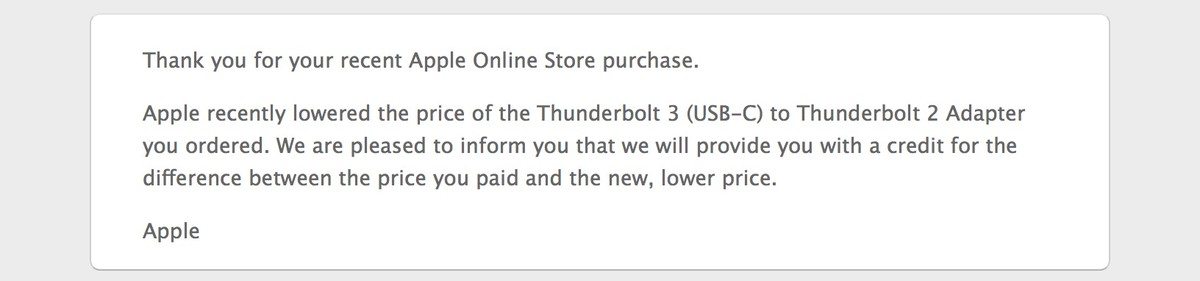 Thank you for your recent Apple Online Store purchase.
Apple recently lowered the price of the Thunderbolt 3 (USB-C) to Thunderbolt 2 Adapter
you ordered. We are pleased to inform you that we will provide you with a credit for the
difference between the price you paid and the new, lower price.
Apple